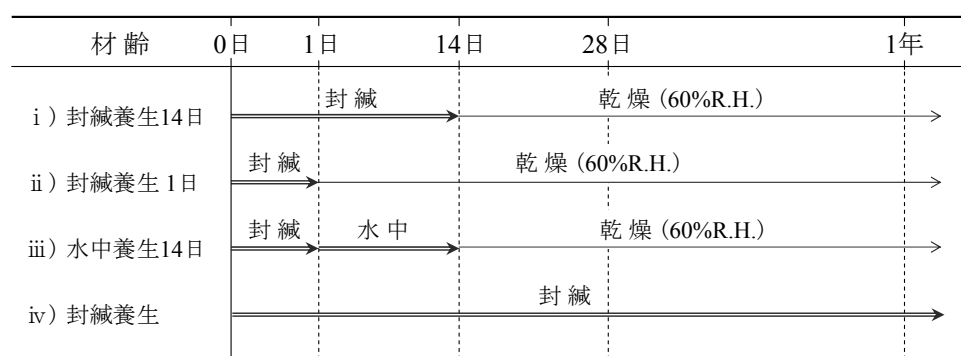 材 齢 0日 1日 14日 28日 1年
封 緘 乾 燥 (60%R.H.)
ⅰ) 封緘養生14日
封 緘 乾 燥 (60%R.H.)
ⅱ) 封緘養生 1日
封 緘 水 中 乾 燥 (60%R.H.)
ⅲ) 水中養生14日
封 緘
ⅳ) 封緘養生